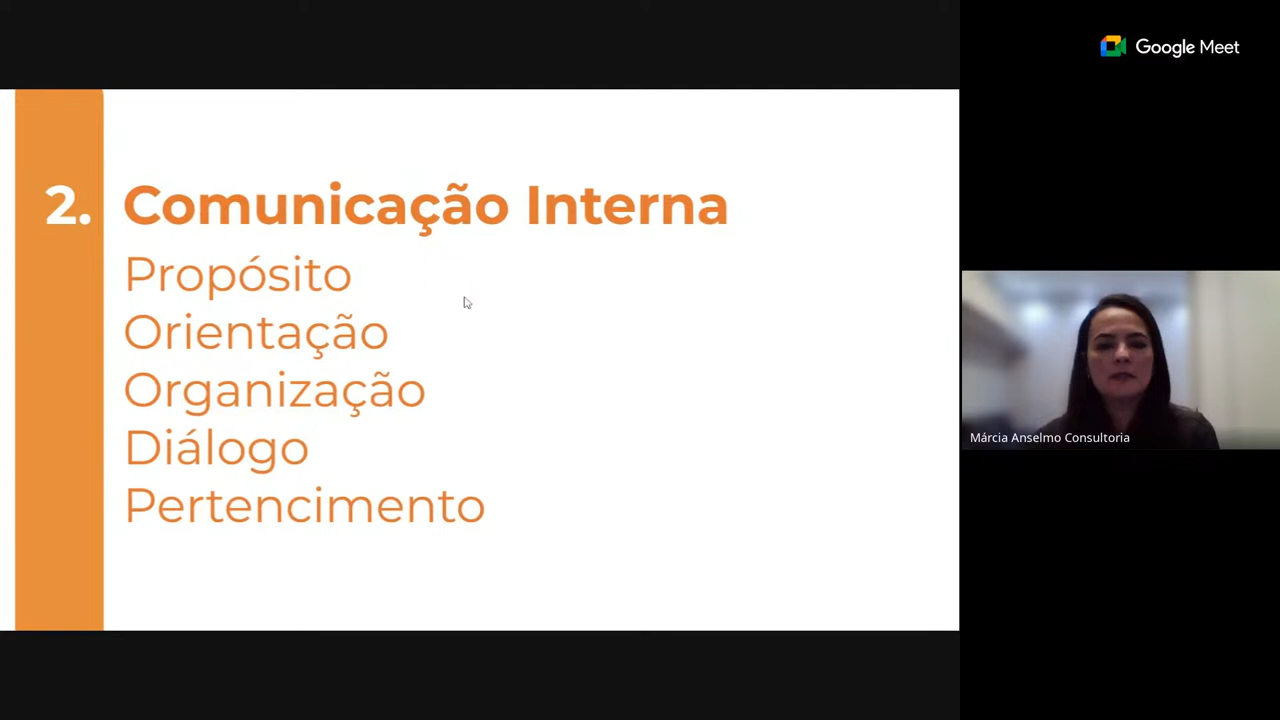 Google Meet
2. Comunicação Interna
Propósito
Orientação
Organização
Diálogo
Pertencimento
Márcia Anselmo Consultoria